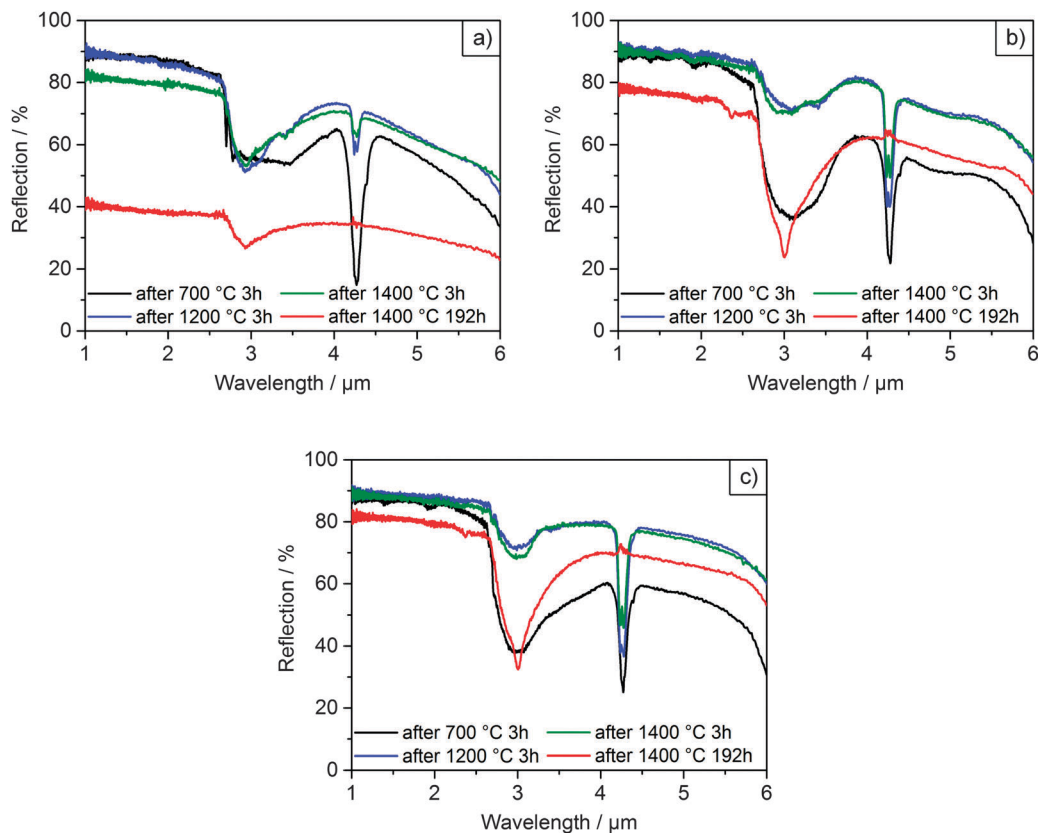 a)
100
80
60
40
20
0
Reflection / %
after 700 °C 3h
after 1400 °C 3h
after 1200 °C 3h
after 1400 °C 192h
1 2 3 4 5 6
Wavelength / μm
b)
100
80
60
40
20
0
Reflection / %
after 700 °C 3h
after 1400 °C 3h
after 1200 °C 3h
after 1400 °C 192h
1 2 3 4 5 6
Wavelength / μm
c)
100
80
60
40
20
0
Reflection / %
after 700 °C 3h
after 1400 °C 3h
after 1200 °C 3h
after 1400 °C 192h
1 2 3 4 5 6
Wavelength / μm